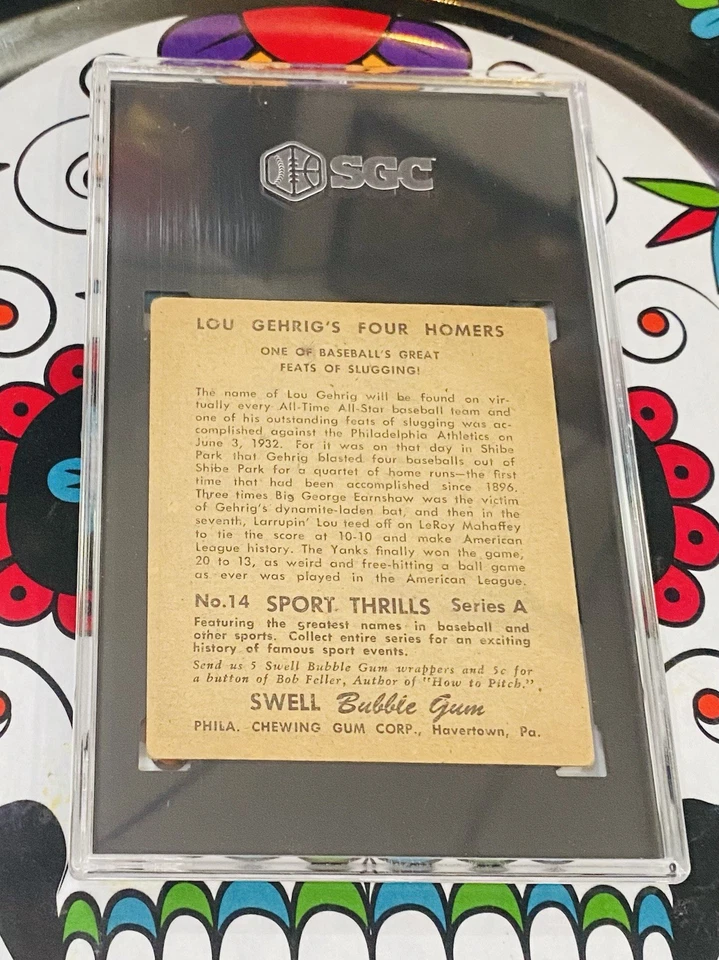 SGC
LOU GEHRIG'S FOUR HOMERS
ONE OF BASEBALL'S GREAT
FEATS OF SLUGGING!
The name of Lou Gehrig will be found on vir-
tually every All-Time All-Star baseball team and
one of his outstanding feats of slugging was ac-
complished against the Philadelphia Athletics on
June 3, 1932. For it was on that day in Shibe
Park that Gehrig blasted four baseballs out of
Shibe Park for a quartet of home runs—the first
time that had been accomplished since 1896.
Three times Big George Earnshaw was the victim
of Gehrig's dynamite-laden bat, and then in the
seventh, Larrupin' Lou teed off on LeRoy Mahaffey
to tie the score at 10-10 and make American
League history. The Yanks finally won the game,
20 to 13, as weird and free-hitting a ball game
as ever was played in the American League.
No.14 SPORT THRILLS Series A
Featuring the greatest names in baseball and
other sports. Collect entire series for an exciting
history of famous sport events.
Send us 5 Swell Bubble Gum wrappers and 5c for
a button of Bob Feller, Author of "How to Pitch."
SWELL Bubble Gum
PHILA. CHEWING GUM CORP., Havertown, Pa.